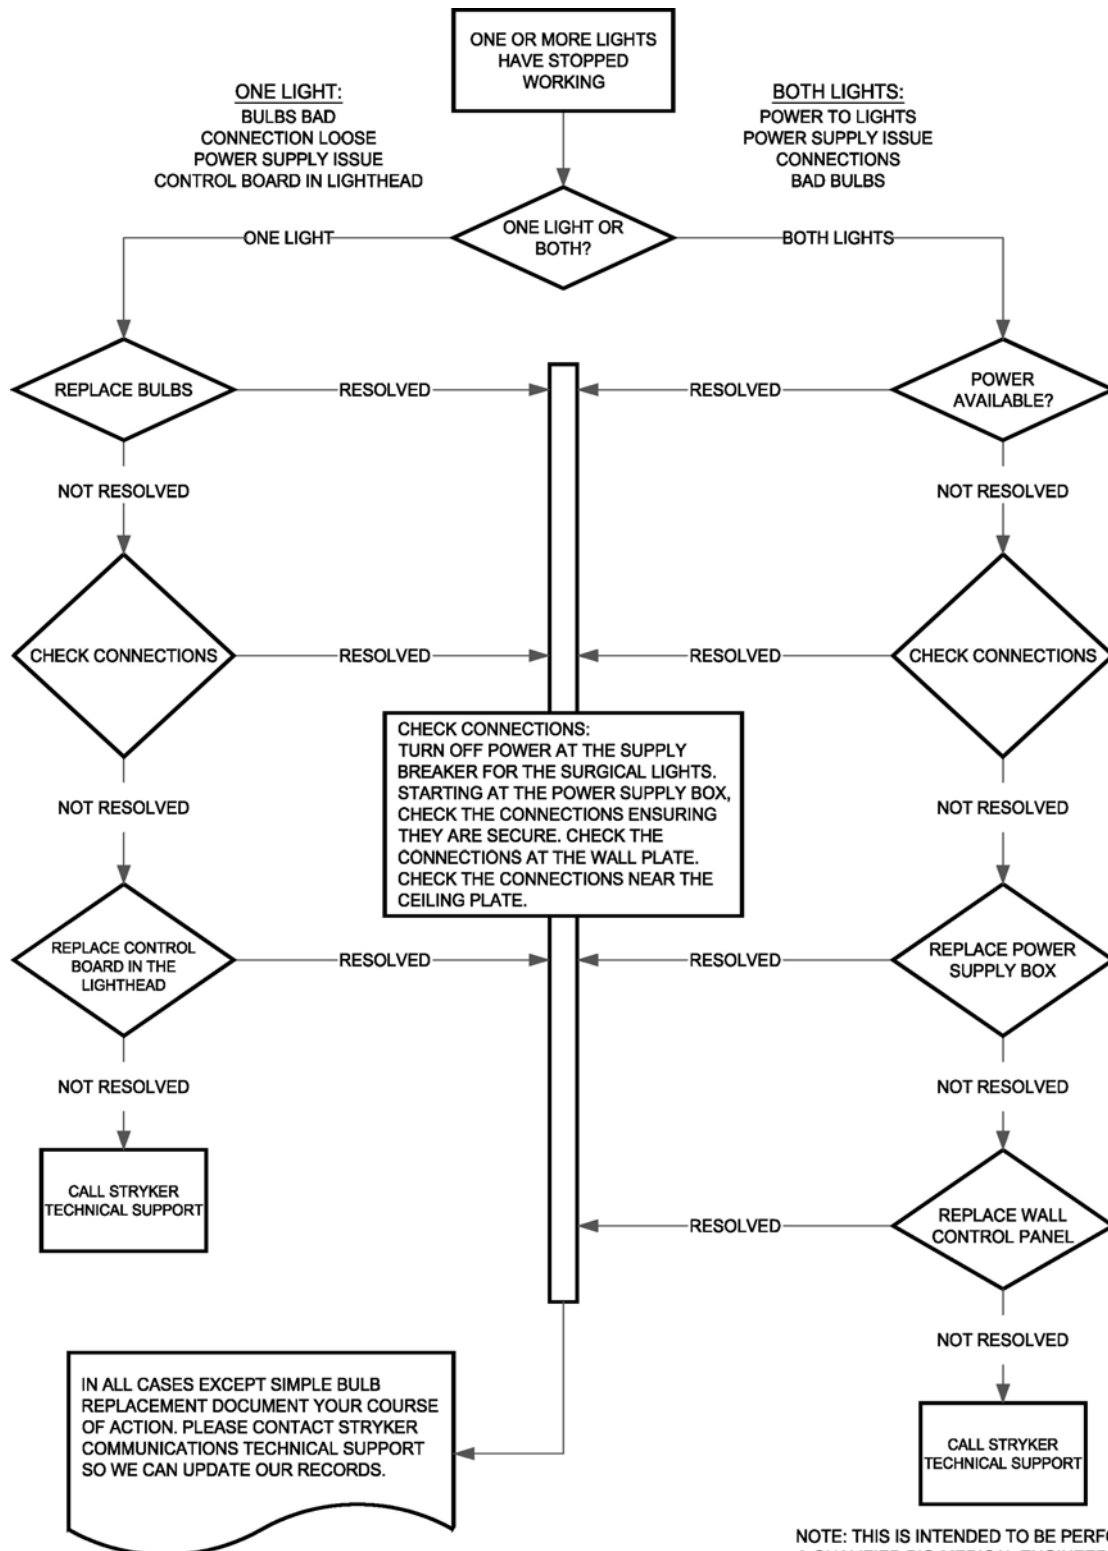 ONE OR MORE LIGHTS
HAVE STOPPED
WORKING
ONE LIGHT:
BULBS BAD
CONNECTION LOOSE
POWER SUPPLY ISSUE
CONTROL BOARD IN LIGHTHEAD
BOTH LIGHTS:
POWER TO LIGHTS
POWER SUPPLY ISSUE
CONNECTIONS
BAD BULBS
ONE LIGHT
ONE LIGHT OR
BOTH?
BOTH LIGHTS
REPLACE BULBS
RESOLVED
RESOLVED
POWER
AVAILABLE?
NOT RESOLVED
NOT RESOLVED
CHECK CONNECTIONS
RESOLVED
RESOLVED
CHECK CONNECTIONS
CHECK CONNECTIONS:
TURN OFF POWER AT THE SUPPLY
BREAKER FOR THE SURGICAL LIGHTS.
STARTING AT THE POWER SUPPLY BOX,
CHECK THE CONNECTIONS ENSURING
THEY ARE SECURE. CHECK THE
CONNECTIONS AT THE WALL PLATE.
CHECK THE CONNECTIONS NEAR THE
CEILING PLATE.
NOT RESOLVED
NOT RESOLVED
REPLACE CONTROL
BOARD IN THE
LIGHTHEAD
RESOLVED
RESOLVED
REPLACE POWER
SUPPLY BOX
NOT RESOLVED
NOT RESOLVED
CALL STRYKER
TECHNICAL SUPPORT
RESOLVED
REPLACE WALL
CONTROL PANEL
NOT RESOLVED
IN ALL CASES EXCEPT SIMPLE BULB
REPLACEMENT DOCUMENT YOUR COURSE
OF ACTION. PLEASE CONTACT STRYKER
COMMUNICATIONS TECHNICAL SUPPORT
SO WE CAN UPDATE OUR RECORDS.
CALL STRYKER
TECHNICAL SUPPORT
NOTE: THIS IS INTENDED TO BE